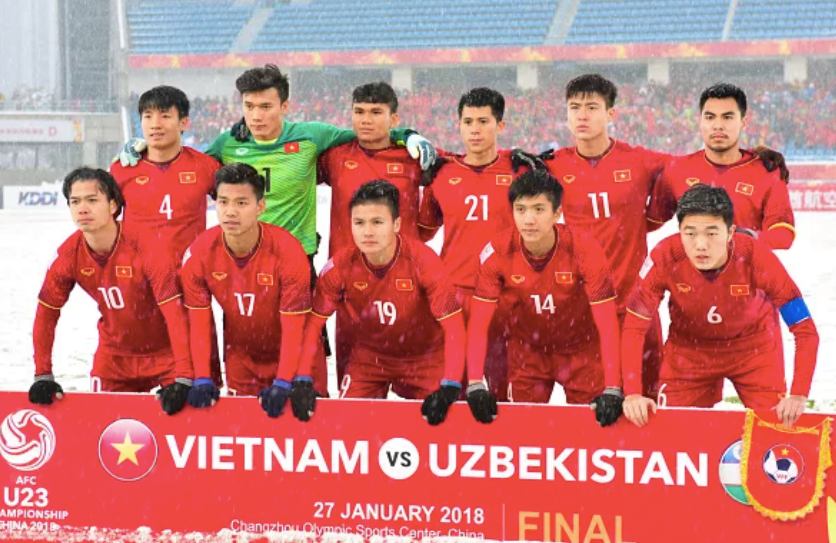 KDDI
4
1
21
11
10
17
19
14
6
AFC
U23
CHAMPIONSHIP
CHINA 2018
VIETNAM VS UZBEKISTAN
27 JANUARY 2018
Changzhou Olympic Sports Center, China
FINAL